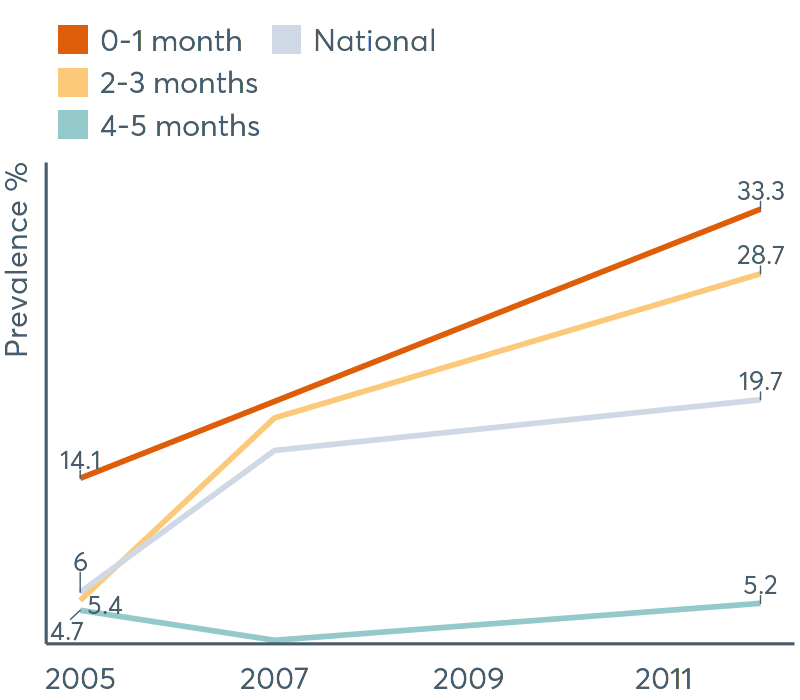 0-1 month National
2-3 months
4-5 months
Prevalence %
33.3
28.7
19.7
14.1
6
5.4
4.7
5.2
2005 2007 2009 2011